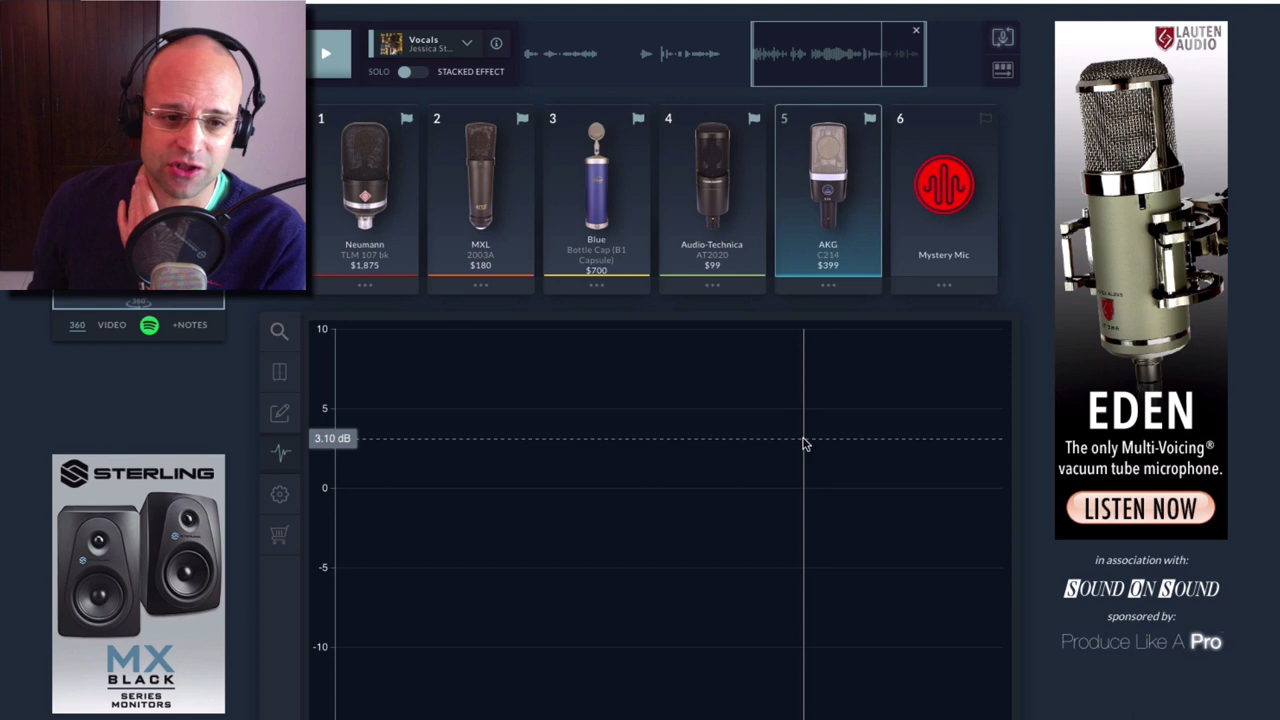 Vocals
Jessica St...
SOLO
STACKED EFFECT
1
2
3
4
5
6
Neumann
TLM 107 bk
$1,875
MXL
2003A
$180
Blue
Bottle Cap (B1
Capsule)
$700
Audio-Technica
AT2020
$99
AKG
C214
$399
Mystery Mic
360
360
VIDEO
+NOTES
10
5
3.10 dB
0
-5
-10
STERLING
MX
BLACK
SERIES
MONITORS
LAUTEN
AUDIO
EDEN
The only Multi-Voicing®
vacuum tube microphone.
LISTEN NOW
in association with:
SOUND ON SOUND
sponsored by:
Produce Like A Pro